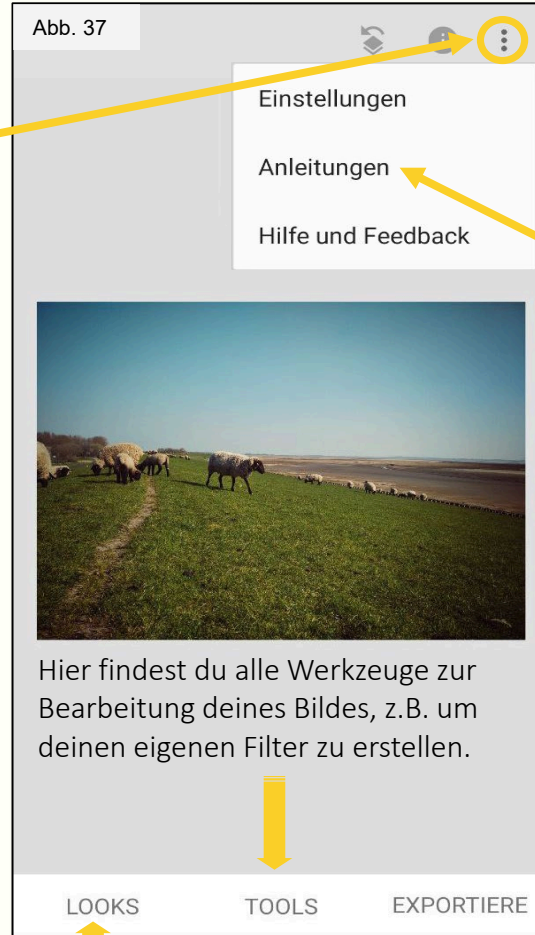 Abb. 37
Einstellungen
Anleitungen
Hilfe und Feedback
Hier findest du alle Werkzeuge zur
Bearbeitung deines Bildes, z.B. um
deinen eigenen Filter zu erstellen.
LOOKS TOOLS EXPORTIERE